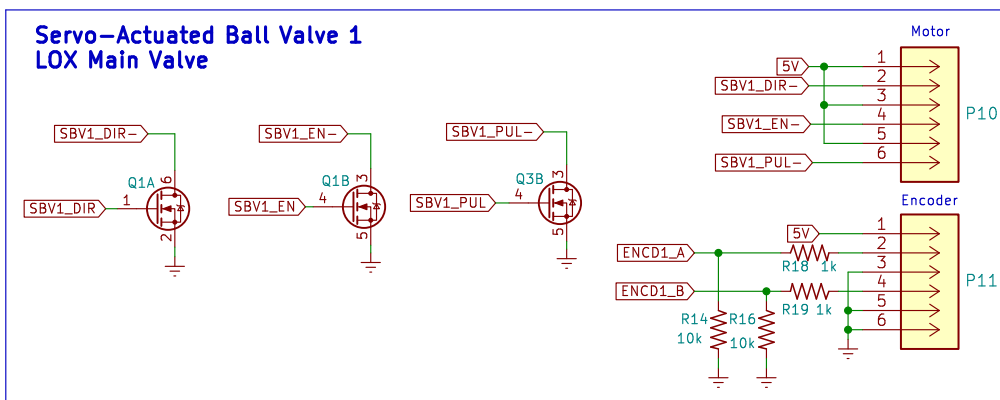 Servo-Actuated Ball Valve 1
LOX Main Valve
SBV1_DIR-
Q1A
6
SBV1_DIR
1
2
SBV1_EN-
Q1B
3
SBV1_EN
4
5
SBV1_PUL-
Q3B
3
SBV1_PUL
4
5
Motor
5V
1
SBV1_DIR-
2
3
P10
SBV1_EN-
4
5
SBV1_PUL-
6
Encoder
5V
1
ENCD1_A
2
R18 1k
3
P11
ENCD1_B
4
R19 1k
5
6
R14
10k
R16
10k